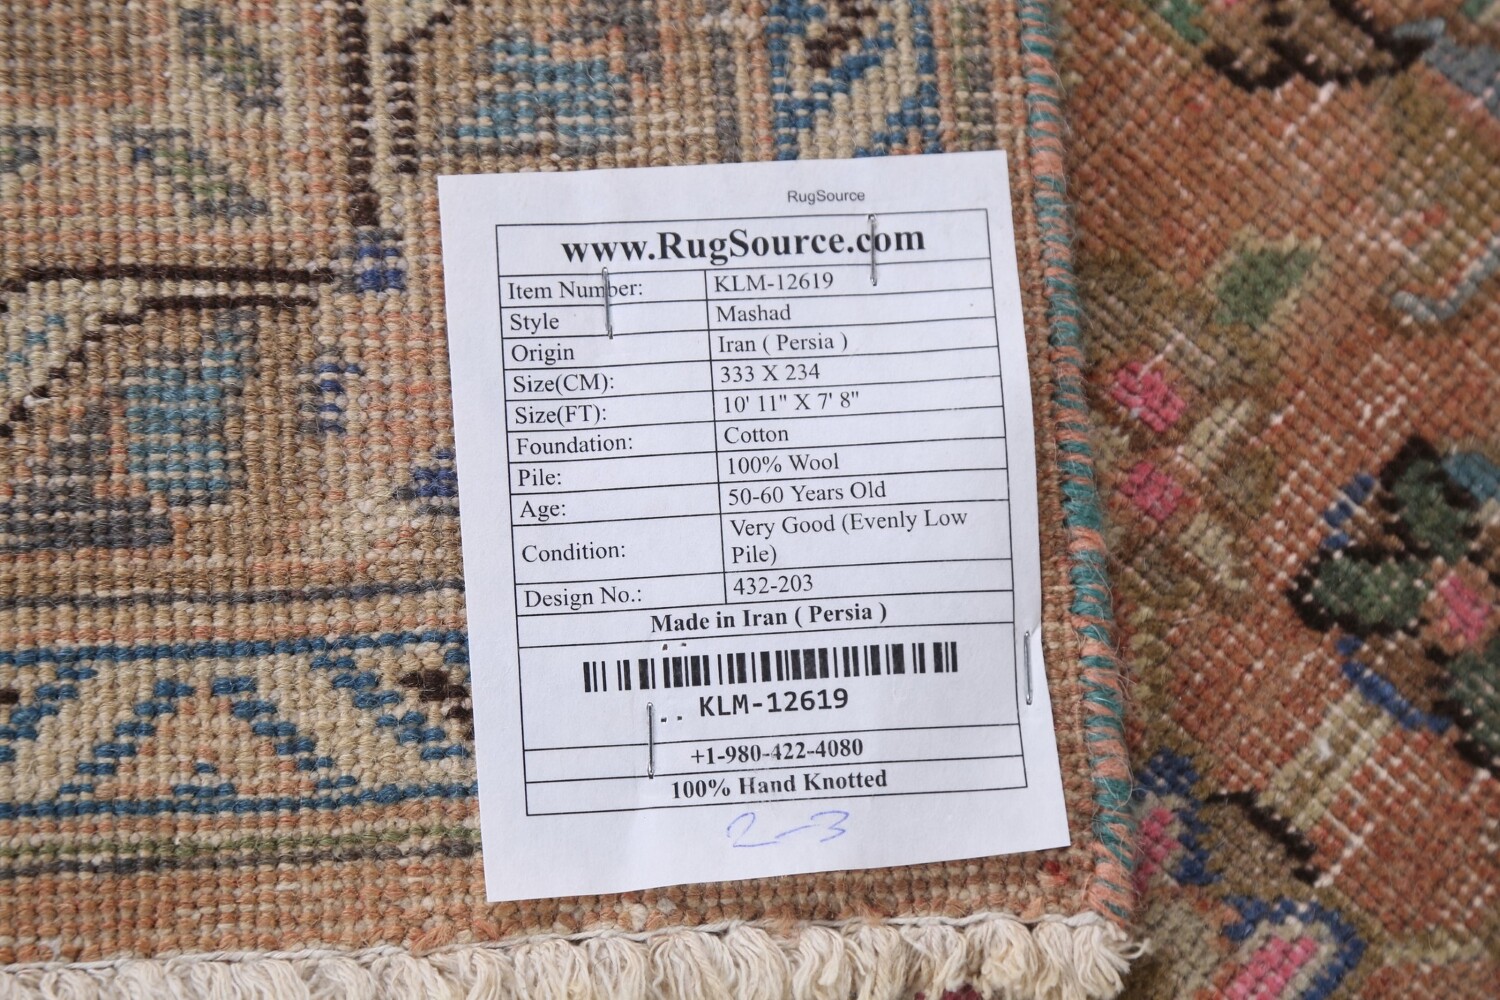 RugSource
www.RugSource.com
Item Number: KLM-12619
Style Mashad
Origin Iran ( Persia )
Size(CM): 333 X 234
Size(FT): 10' 11" X 7' 8"
Foundation: Cotton
Pile: 100% Wool
Age: 50-60 Years Old
Condition: Very Good (Evenly Low
Pile)
Design No.: 432-203
Made in Iran ( Persia )
KLM-12619
+1-980-422-4080
100% Hand Knotted
2-3